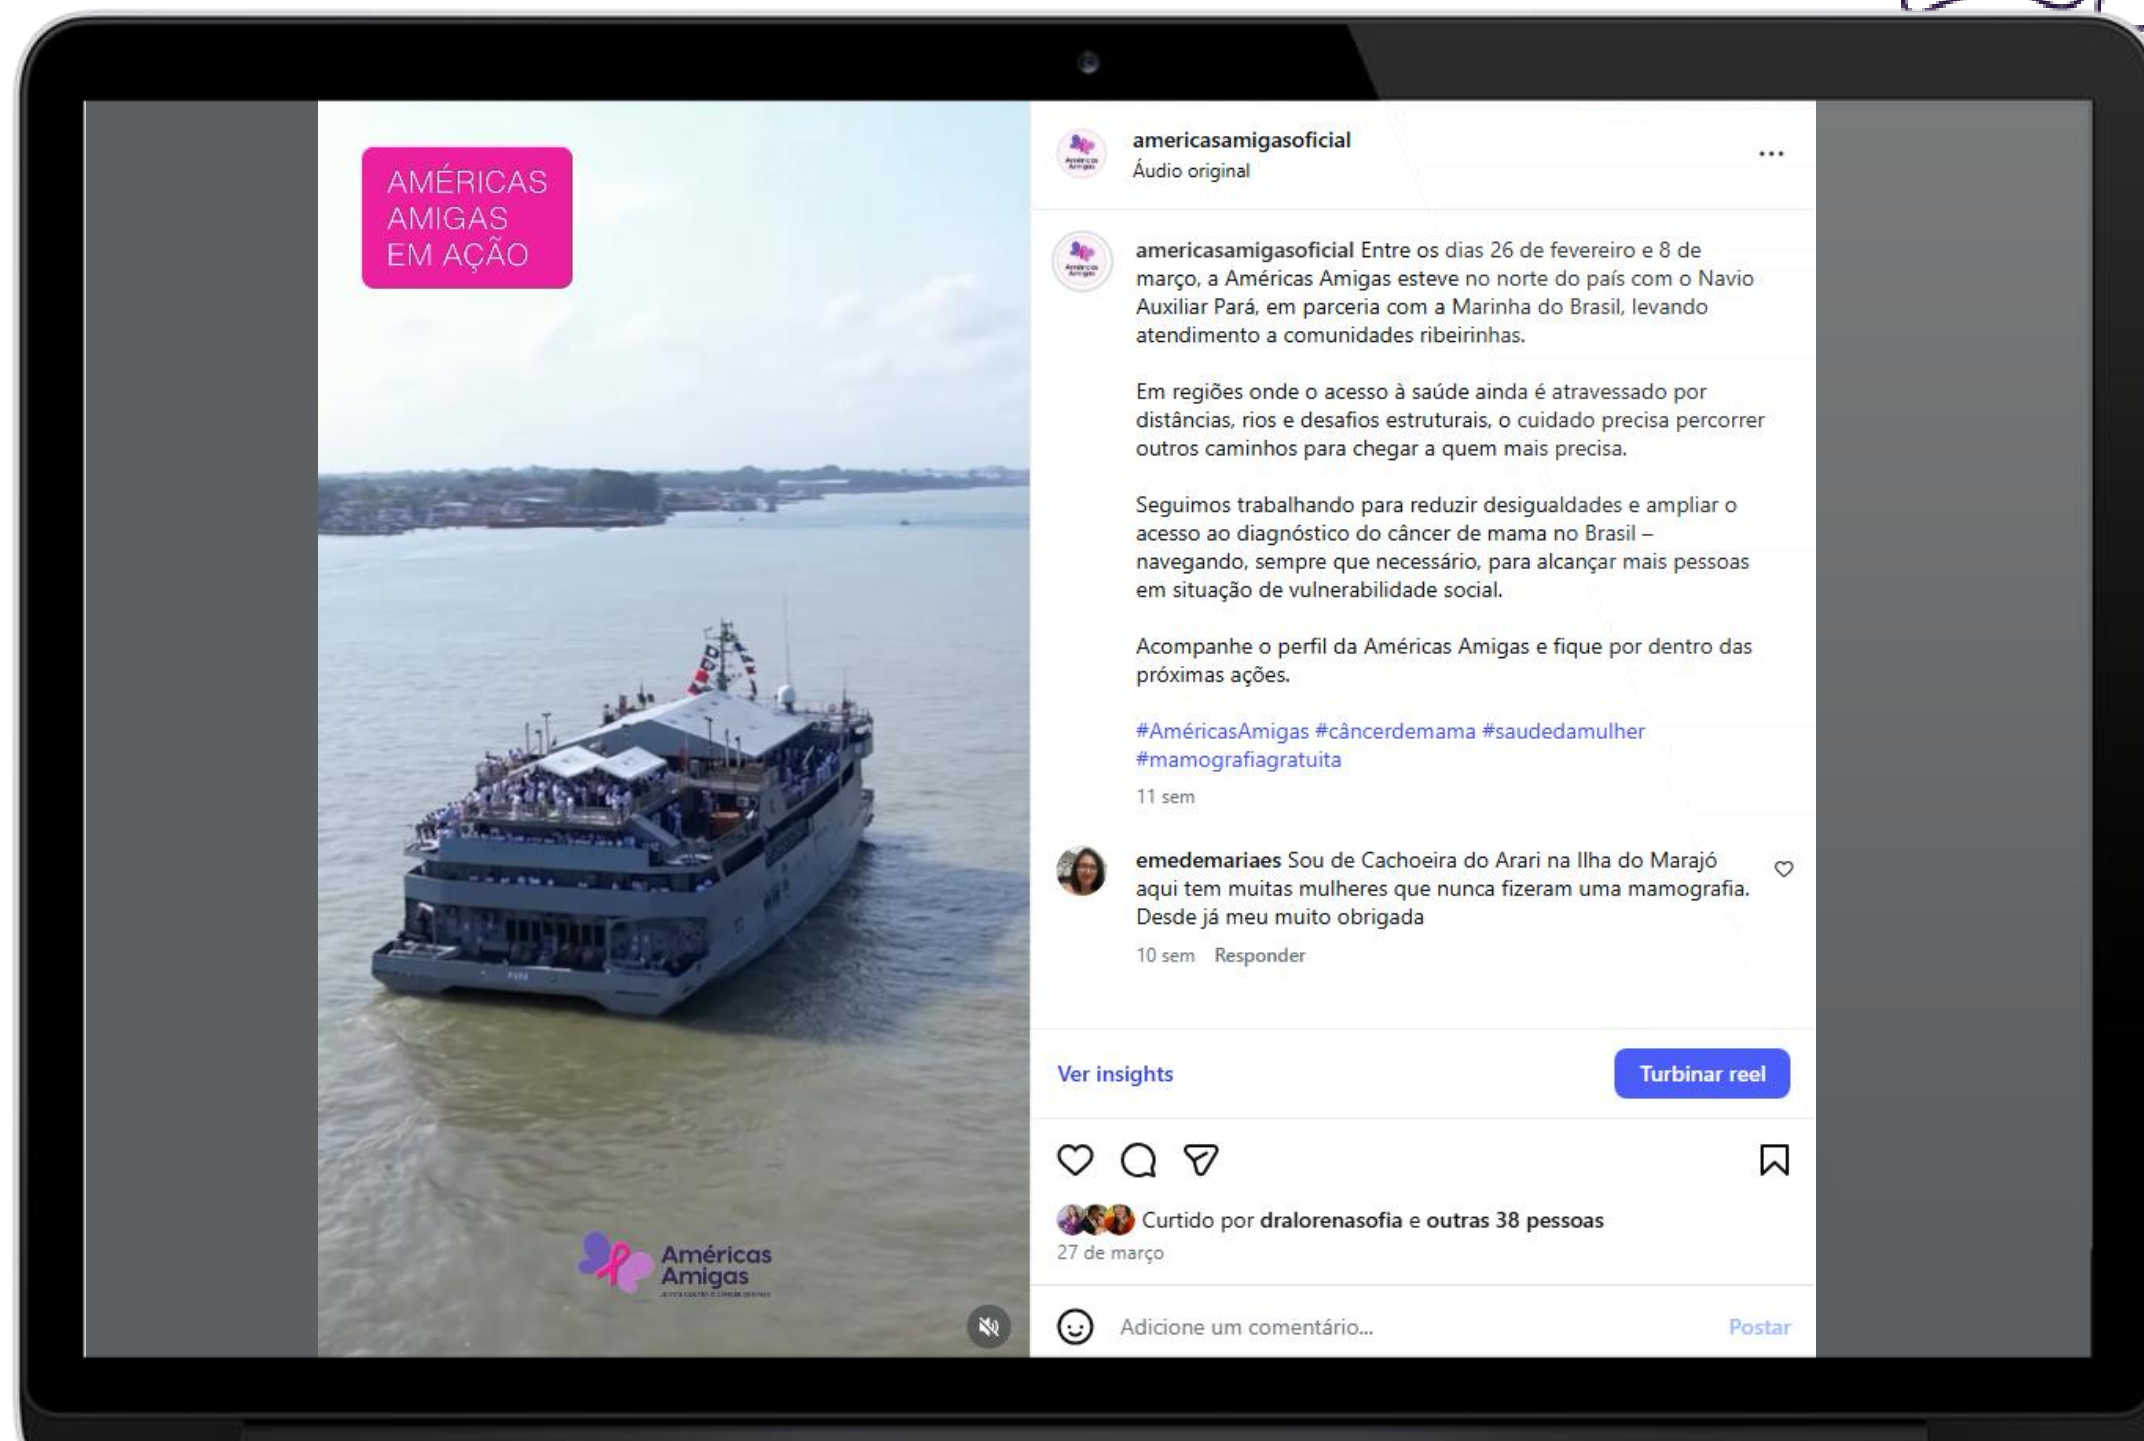 AMÉRICAS
AMIGAS
EM AÇÃO
Américas
Amigas
americasamigasoficial
Áudio original
americasamigasoficial Entre os dias 26 de fevereiro e 8 de
março, a Américas Amigas esteve no norte do país com o Navio
Auxiliar Pará, em parceria com a Marinha do Brasil, levando
atendimento a comunidades ribeirinhas.
Em regiões onde o acesso à saúde ainda é atravessado por
distâncias, rios e desafios estruturais, o cuidado precisa percorrer
outros caminhos para chegar a quem mais precisa.
Seguimos trabalhando para reduzir desigualdades e ampliar o
acesso ao diagnóstico do câncer de mama no Brasil –
navegando, sempre que necessário, para alcançar mais pessoas
em situação de vulnerabilidade social.
Acompanhe o perfil da Américas Amigas e fique por dentro das
próximas ações.
#AméricasAmigas #câncerdemama #saudedamulher
#mamografiagratuita
11 sem
emedemariaes Sou de Cachoeira do Arari na Ilha do Marajó
aqui tem muitas mulheres que nunca fizeram uma mamografia.
Desde já meu muito obrigada
10 sem Responder
Ver insights
Turbinar reel
Curtido por dralorenasofia e outras 38 pessoas
27 de março
Adicione um comentário...
Postar